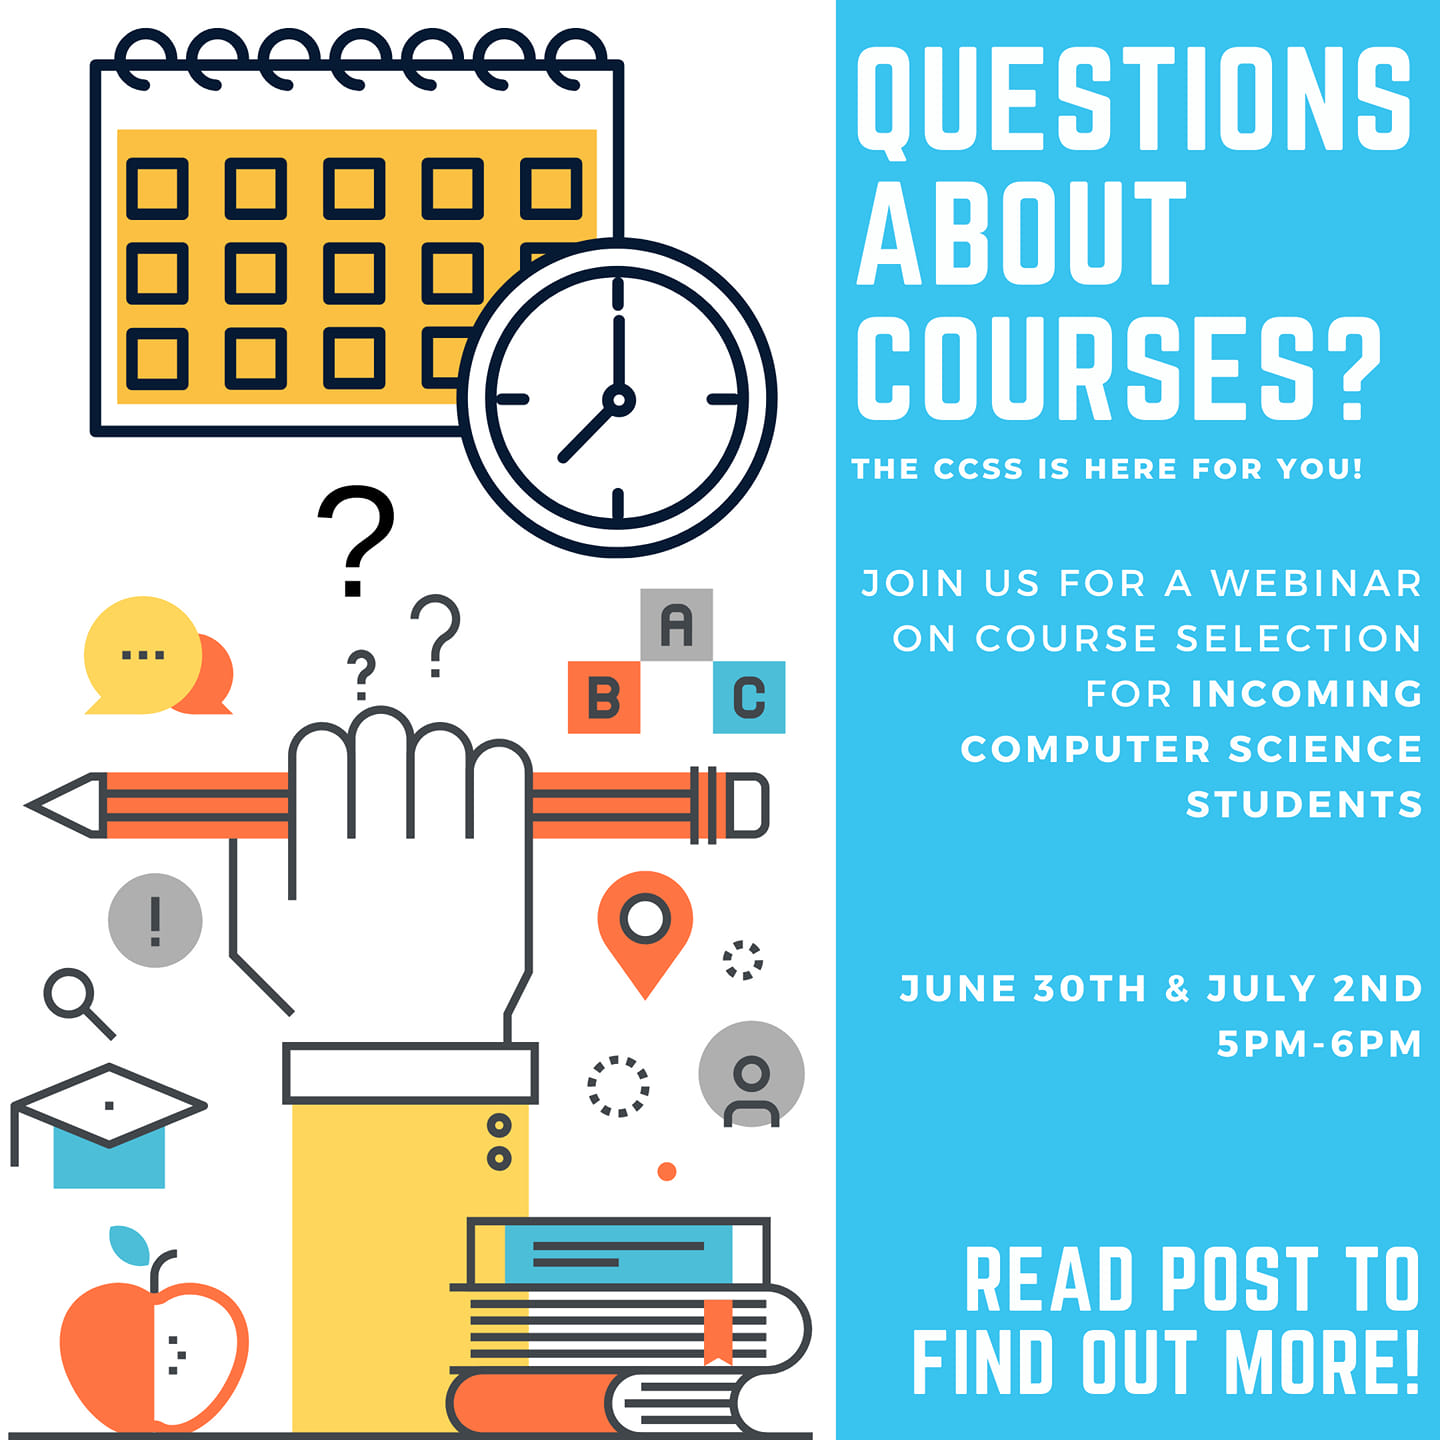 QUESTIONS
ABOUT
COURSES?
THE CCSS IS HERE FOR YOU!
JOIN US FOR A WEBINAR
ON COURSE SELECTION
FOR INCOMING
COMPUTER SCIENCE
STUDENTS
JUNE 30TH & JULY 2ND
5PM-6PM
READ POST TO
FIND OUT MORE!
?
?
?
...
A
B C
!